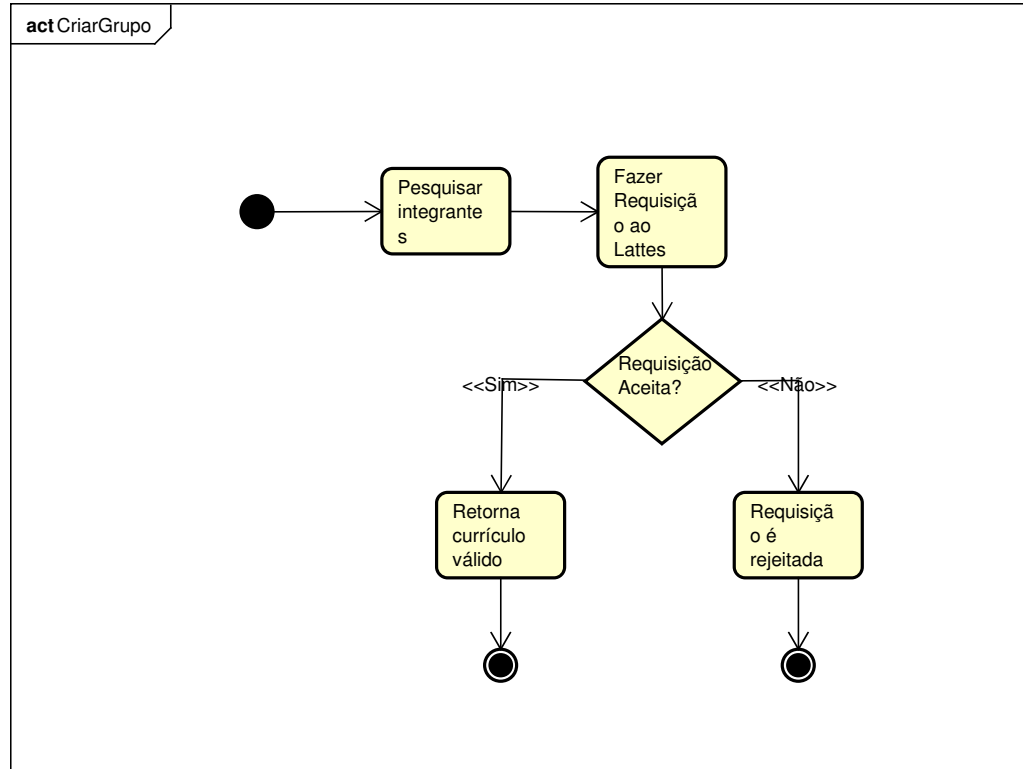 act CriarGrupo
Pesquisar
integrante
s
Fazer
Requisiçã
o ao
Lattes
Requisição
Aceita?
<<Sim>>
<<Não>>
Retorna
currículo
válido
Requisiçã
o é
rejeitada